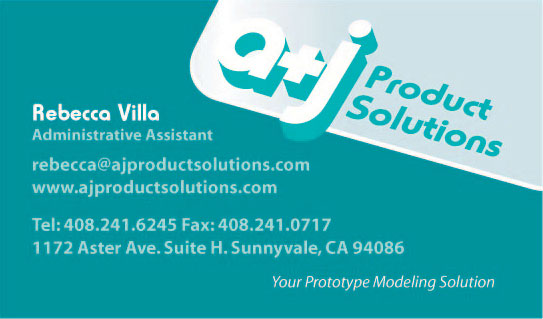 a+j Product
Solutions
Rebecca Villa
Administrative Assistant
rebecca@ajproductsolutions.com
www.ajproductsolutions.com
Tel: 408.241.6245 Fax: 408.241.0717
1172 Aster Ave. Suite H. Sunnyvale, CA 94086
Your Prototype Modeling Solution